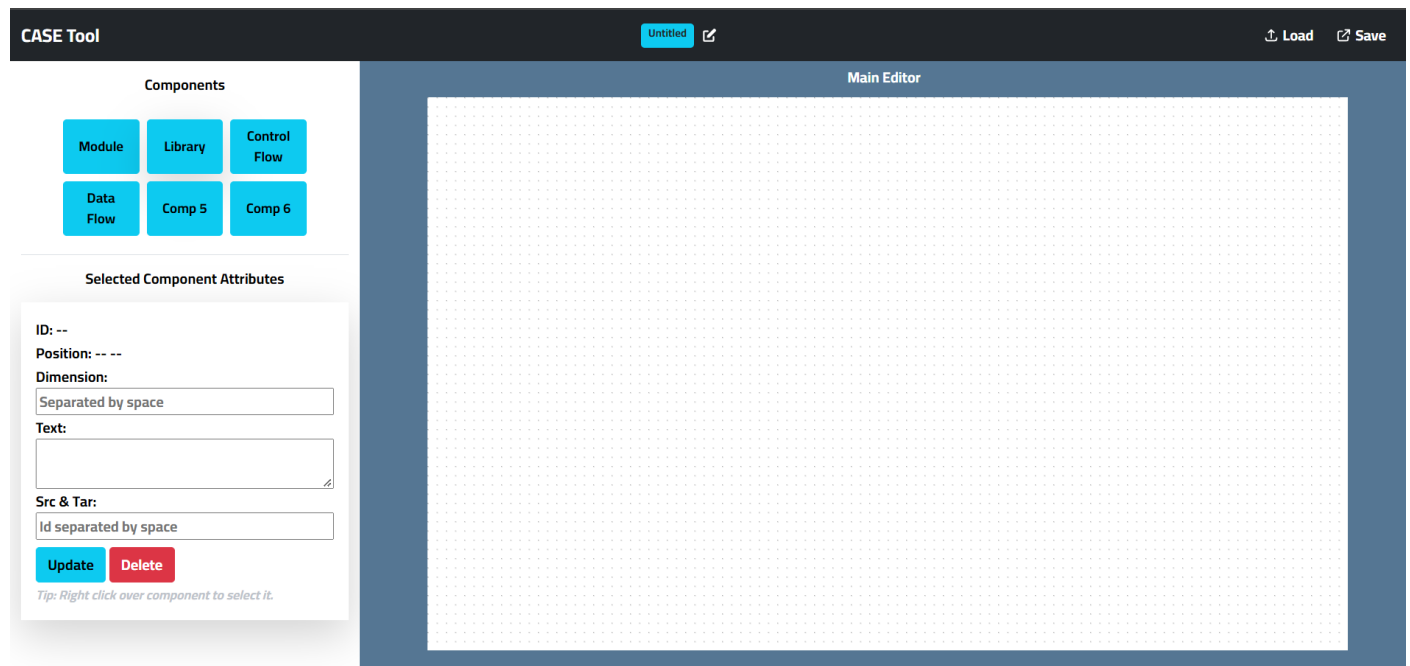 CASE Tool
Untitled
Load
Save
Components
Main Editor
Module
Library
Control
Flow
Data
Flow
Comp 5
Comp 6
Selected Component Attributes
ID: --
Position: -- --
Dimension:
Separated by space
Text:
Src & Tar:
Id separated by space
Update
Delete
Tip: Right click over component to select it.